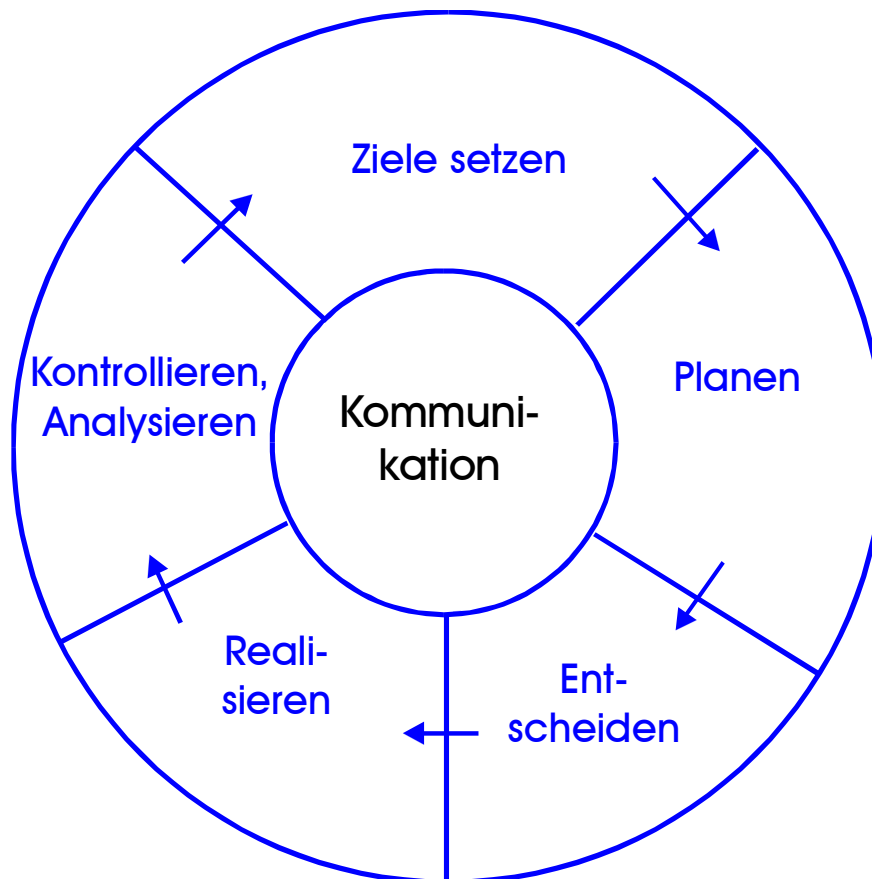 Ziele setzen
Planen
Ent-
scheiden
Reali-
sieren
Kontrollieren,
Analysieren
Kommuni-
kation